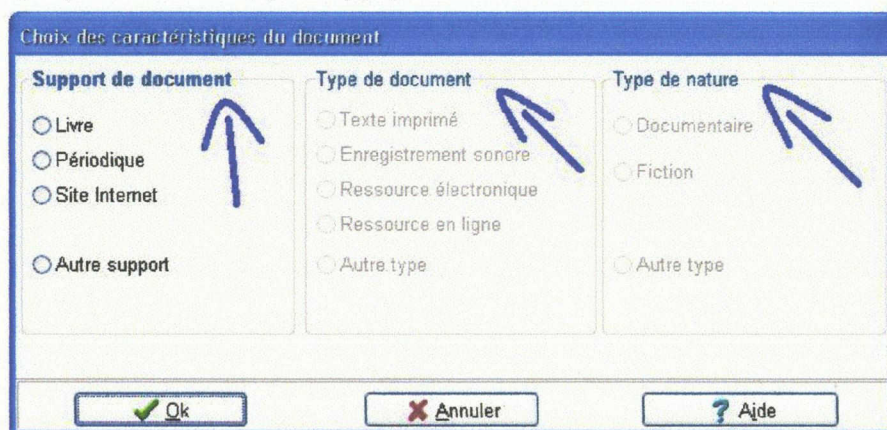 Choix des caractéristiques du document
Support de document
Livre
Périodique
Site Internet
Autre support
Type de document
Texte imprimé
Enregistrement sonore
Ressource électronique
Ressource en ligne
Autre type
Type de nature
Documentaire
Fiction
Autre type
Ok
Annuler
Aide